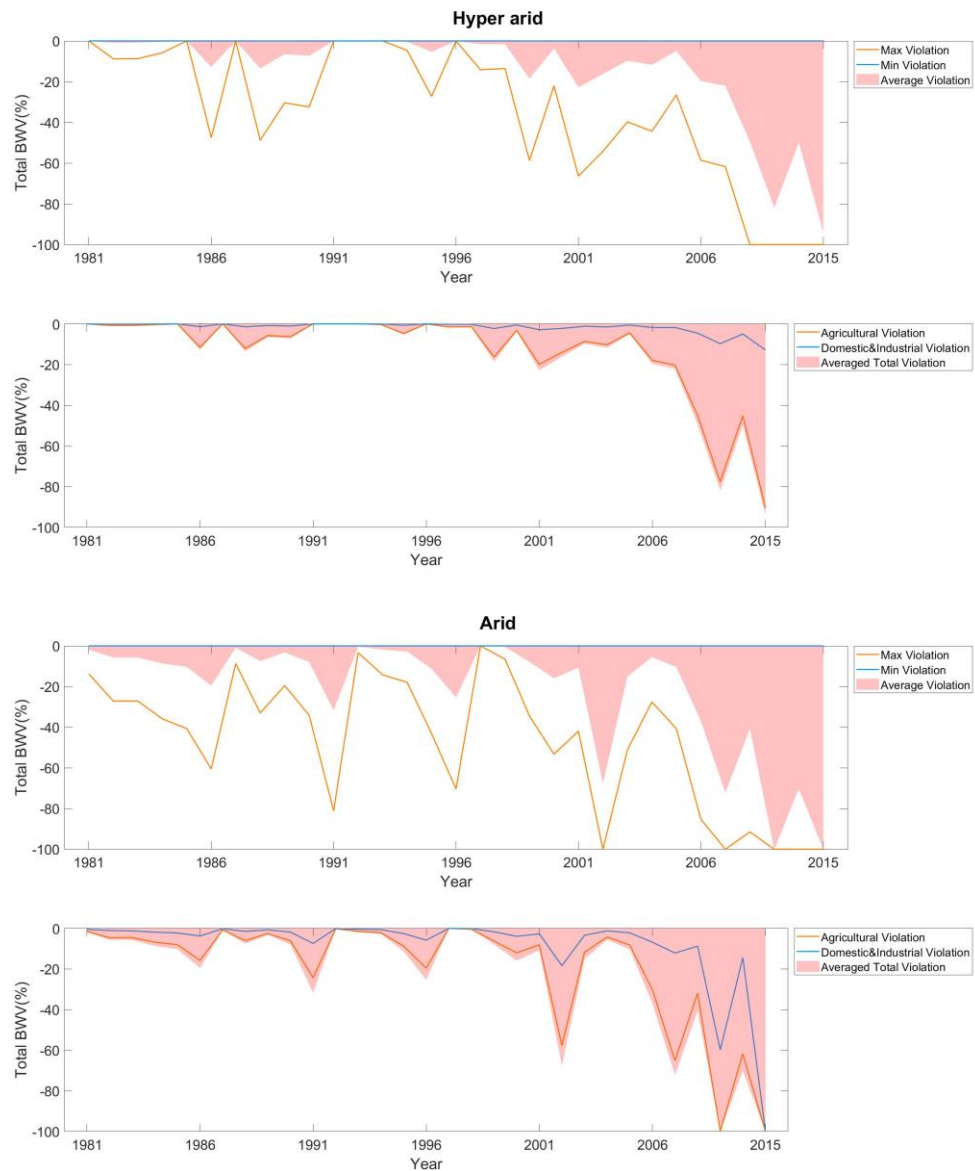 Hyper arid
0
-20
-40
-60
-80
-100
Total BWV(%)
1981 1986 1991 1996 2001 2006 2015
Year
Max Violation
Min Violation
Average Violation
0
-20
-40
-60
-80
-100
Total BWV(%)
1981 1986 1991 1996 2001 2006 2015
Year
Agricultural Violation
Domestic&Industrial Violation
Averaged Total Violation
Arid
0
-20
-40
-60
-80
-100
Total BWV(%)
1981 1986 1991 1996 2001 2006 2015
Year
Max Violation
Min Violation
Average Violation
0
-20
-40
-60
-80
-100
Total BWV(%)
1981 1986 1991 1996 2001 2006 2015
Year
Agricultural Violation
Domestic&Industrial Violation
Averaged Total Violation